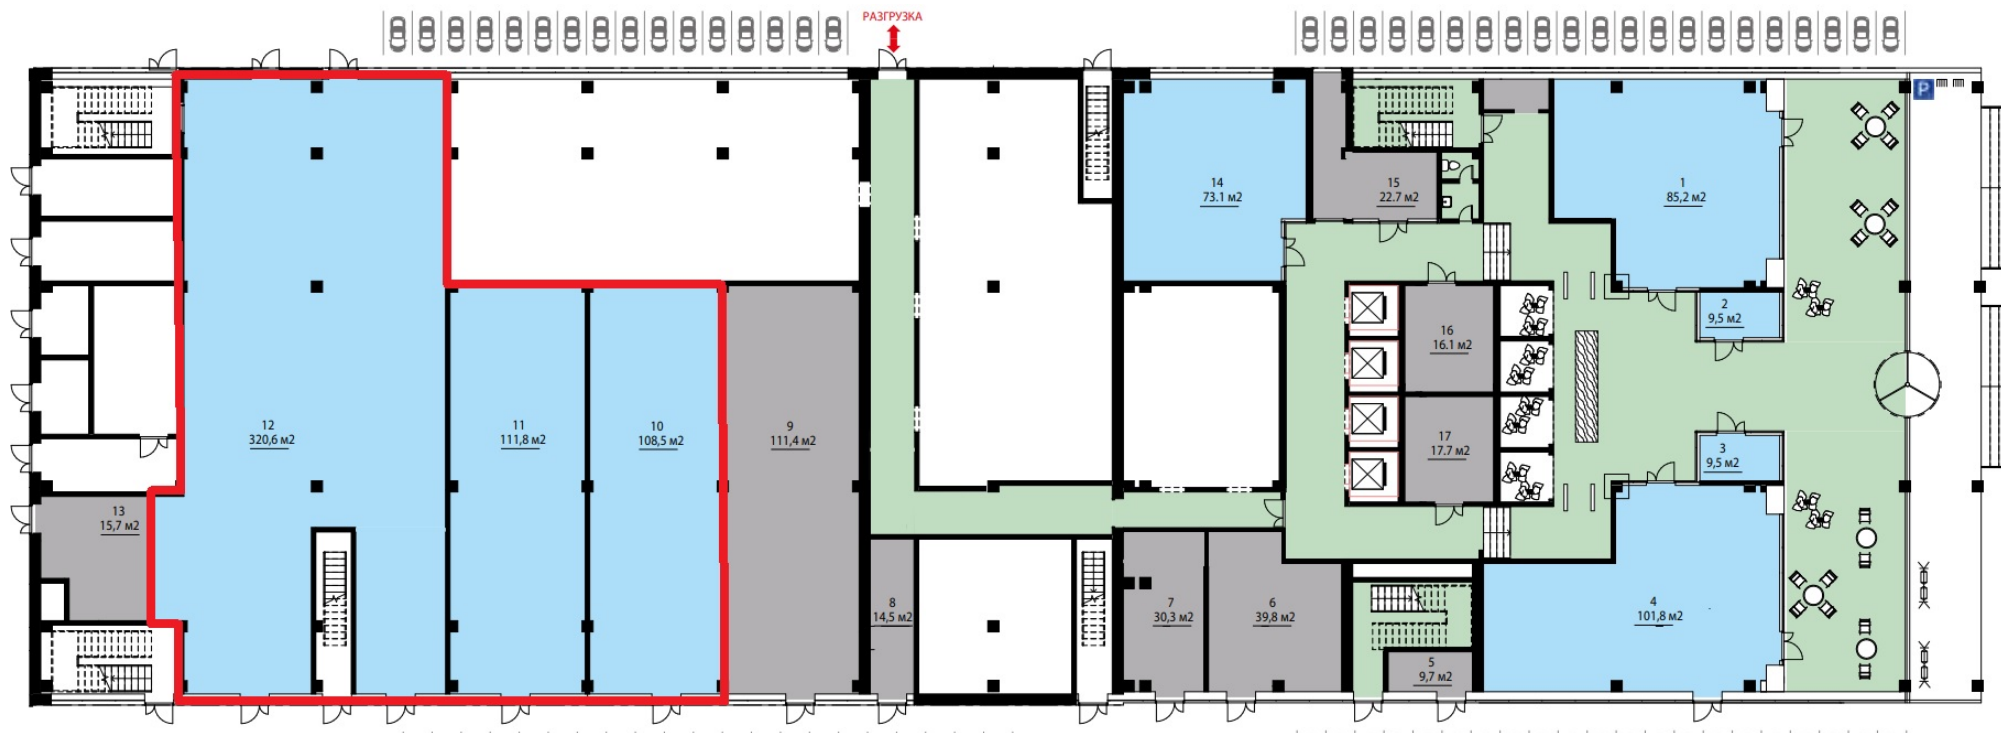 РАЗГРУЗКА
P
14
73.1 м2
15
22.7 м2
1
85,2 м2
2
9,5 м2
16
16.1 м2
12
320,6 м2
11
111,8 м2
10
108,5 м2
9
111,4 м2
17
17.7 м2
3
9,5 м2
13
15,7 м2
8
14,5 м2
7
30,3 м2
6
39,8 м2
4
101,8 м2
5
9,7 м2